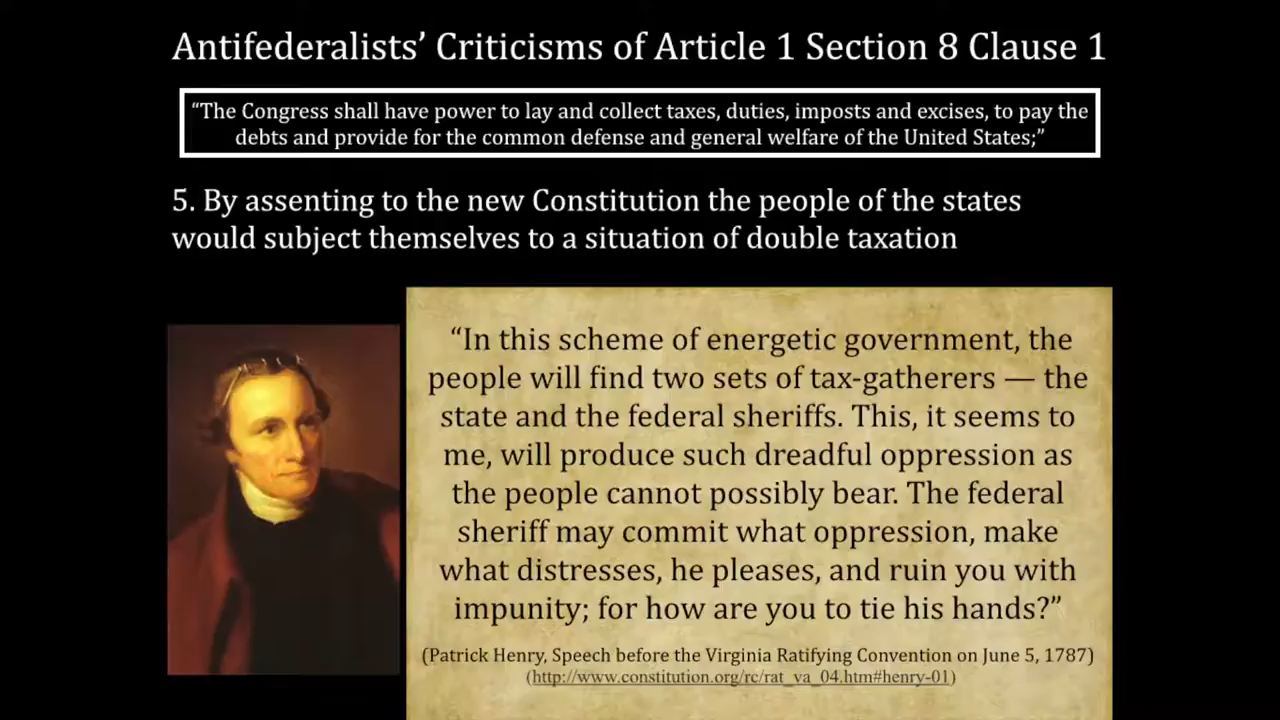 Antifederalists’ Criticisms of Article 1 Section 8 Clause 1
“The Congress shall have power to lay and collect taxes, duties, imposts and excises, to pay the
debts and provide for the common defense and general welfare of the United States;”
5. By assenting to the new Constitution the people of the states
would subject themselves to a situation of double taxation
“In this scheme of energetic government, the
people will find two sets of tax-gatherers — the
state and the federal sheriffs. This, it seems to
me, will produce such dreadful oppression as
the people cannot possibly bear. The federal
sheriff may commit what oppression, make
what distresses, he pleases, and ruin you with
impunity; for how are you to tie his hands?”
(Patrick Henry, Speech before the Virginia Ratifying Convention on June 5, 1787)
(http://www.constitution.org/rc/rat_va_04.htm#henry-01)